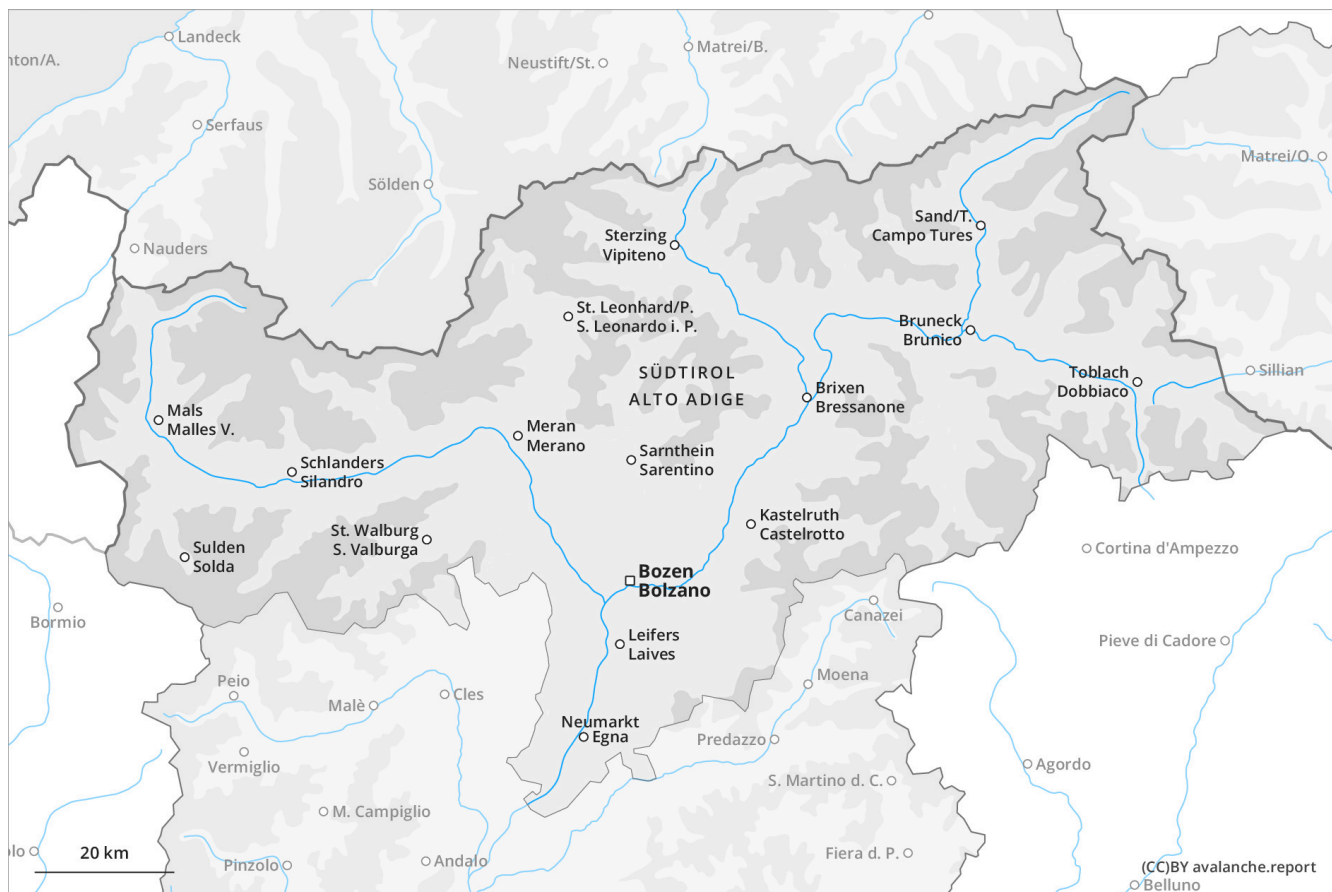 Landeck
nton/A.
Neustift/St.
Matrei/B.
Serfaus
Sölden
Matrei/O.
Nauders
Sterzing
Vipiteno
Sand/T.
Campo Tures
St. Leonhard/P.
S. Leonardo i. P.
Bruneck
Brunico
SÜDTIROL
ALTO ADIGE
Toblach
Dobbiaco
Sillian
Brixen
Bressanone
Mals
Malles V.
Meran
Merano
Schlanders
Silandro
Sarnthein
Sarentino
Kastelruth
Castelrotto
St. Walburg
S. Valburga
Sulden
Solda
Cortina d'Ampezzo
Bozen
Bolzano
Bormio
Canazei
Leifers
Laives
Pieve di Cadore
Peio
Malè
Cles
Moena
Neumarkt
Egna
Predazzo
Vermiglio
Agordo
S. Martino d. C.
M. Campiglio
olo
20 km
Pinzolo
Andalo
Fiera d. P.
(CC)BY avalanche.report
Belluno